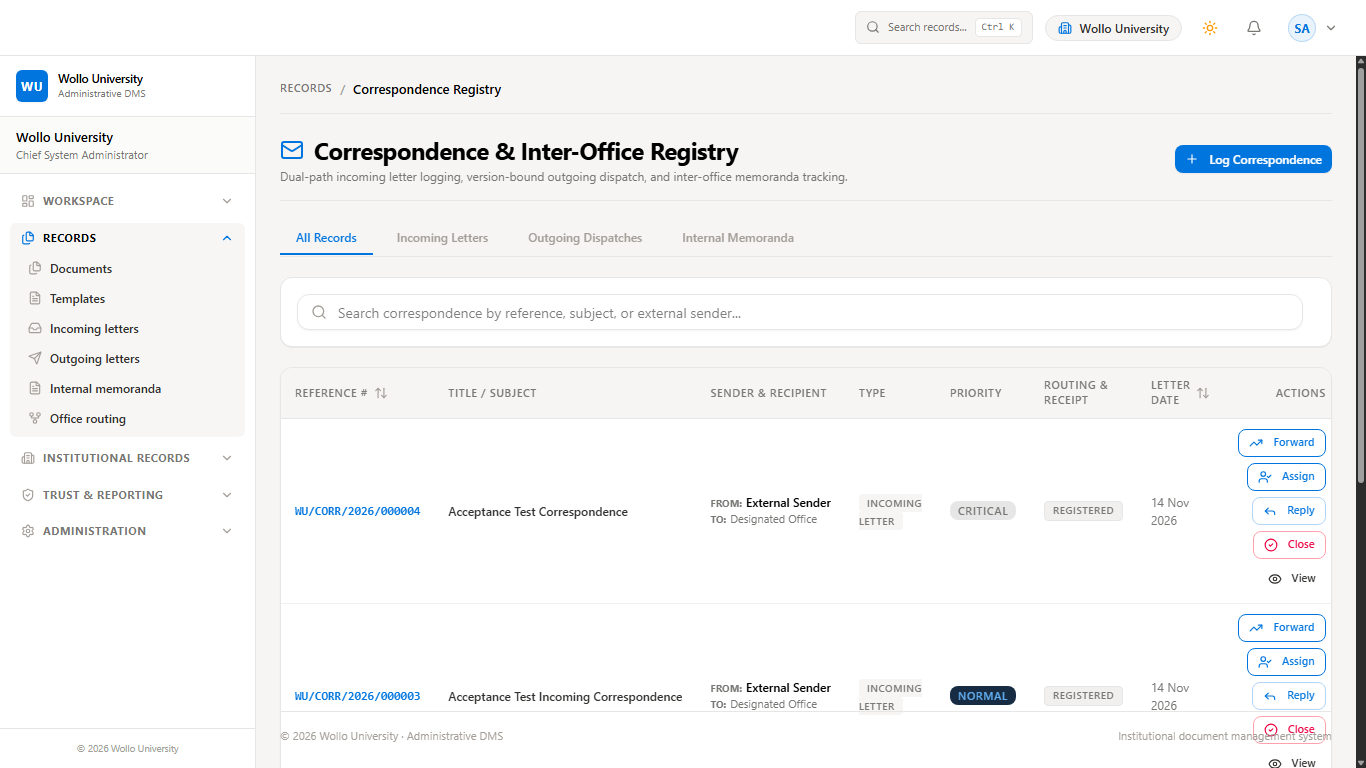 Search records... Ctrl K
Wollo University
SA
WU
Wollo University
Administrative DMS
Wollo University
Chief System Administrator
WORKSPACE
RECORDS
Documents
Templates
Incoming letters
Outgoing letters
Internal memoranda
Office routing
INSTITUTIONAL RECORDS
TRUST & REPORTING
ADMINISTRATION
© 2026 Wollo University
RECORDS / Correspondence Registry
Correspondence & Inter-Office Registry
Dual-path incoming letter logging, version-bound outgoing dispatch, and inter-office memoranda tracking.
+ Log Correspondence
All Records
Incoming Letters
Outgoing Dispatches
Internal Memoranda
Search correspondence by reference, subject, or external sender...
REFERENCE #
TITLE / SUBJECT
SENDER & RECIPIENT
TYPE
PRIORITY
ROUTING &
RECEIPT
LETTER
DATE
ACTIONS
WU/CORR/2026/000004
Acceptance Test Correspondence
FROM: External Sender
TO: Designated Office
INCOMING
LETTER
CRITICAL
REGISTERED
14 Nov
2026
Forward
Assign
Reply
Close
View
WU/CORR/2026/000003
Acceptance Test Incoming Correspondence
FROM: External Sender
TO: Designated Office
INCOMING
LETTER
NORMAL
REGISTERED
14 Nov
2026
Forward
Assign
Reply
Close
View
© 2026 Wollo University · Administrative DMS
Institutional document management system